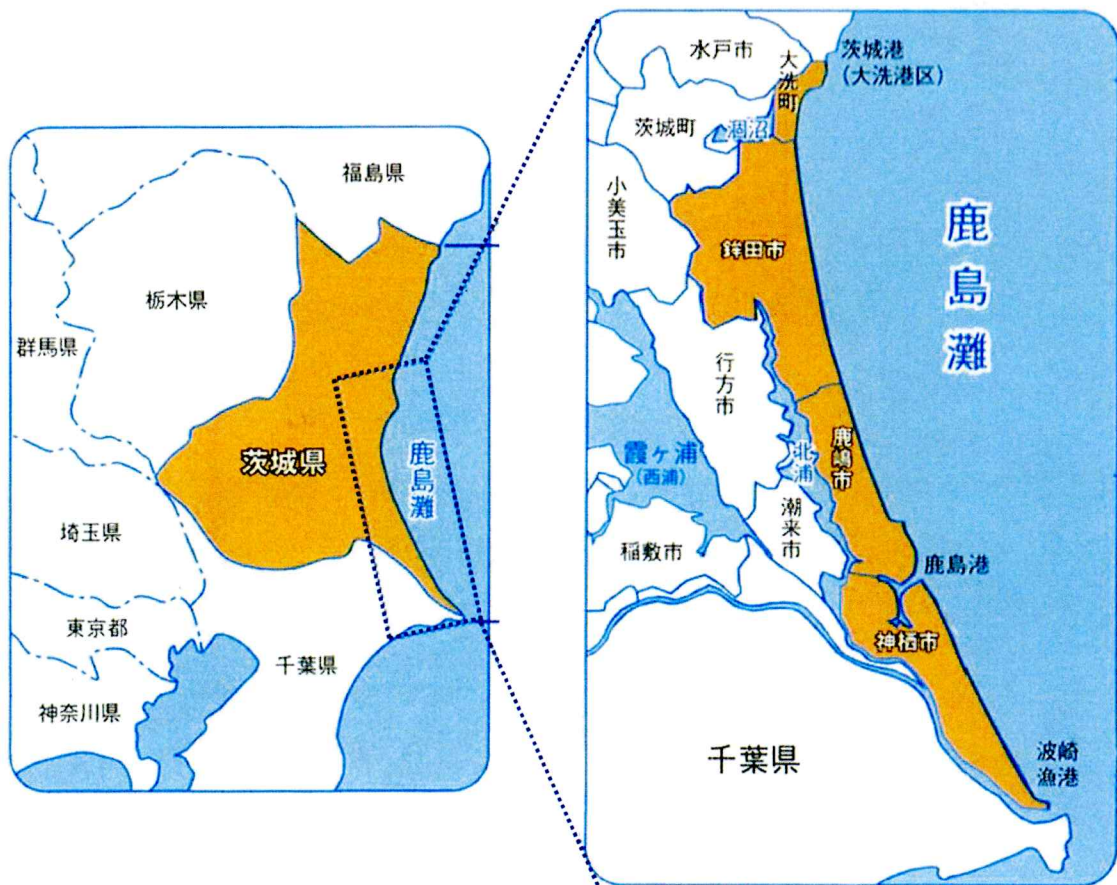 福島県
栃木県
群馬県
茨城県
鹿島灘
埼玉県
東京都
千葉県
神奈川県
水戸市
大洗町
茨城港
(大洗港区)
茨城町
涸沼
小美玉市
鉾田市
鹿島灘
行方市
霞ヶ浦
(西浦)
北浦
鹿嶋市
潮来市
稲敷市
鹿島港
神栖市
千葉県
波崎
漁港